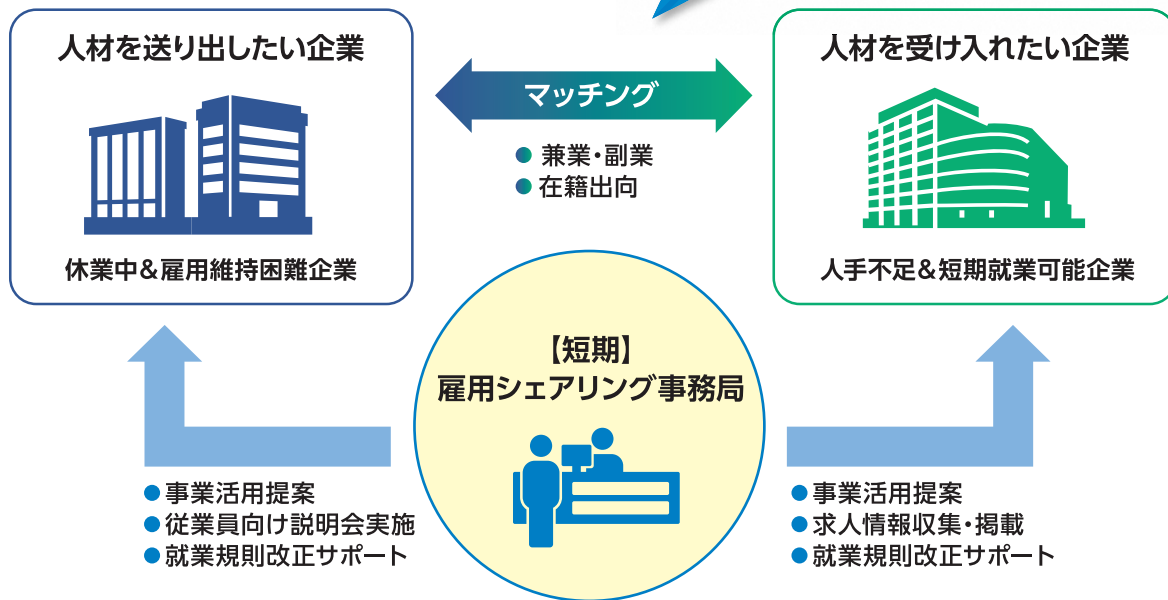 人材を送り出したい企業
休業中＆雇用維持困難企業
マッチング
● 兼業・副業
● 在籍出向
人材を受け入れたい企業
人手不足＆短期就業可能企業
【短期】
雇用シェアリング事務局
● 事業活用提案
● 従業員向け説明会実施
● 就業規則改正サポート
● 事業活用提案
● 求人情報収集・掲載
● 就業規則改正サポート